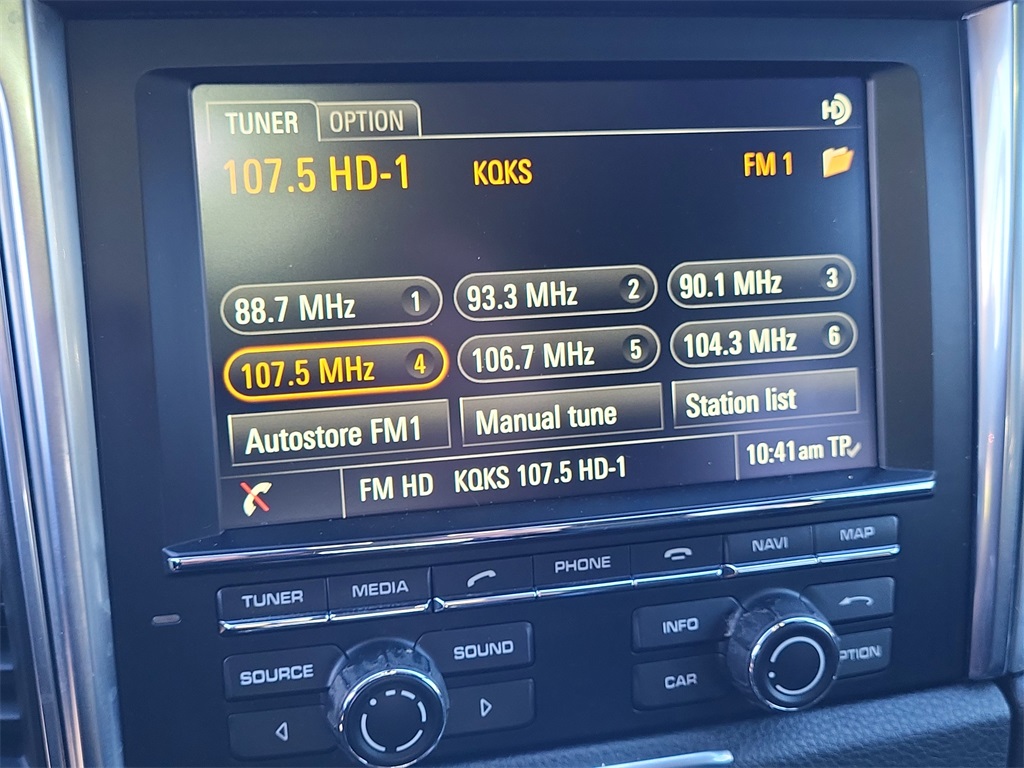 TUNER OPTION HD
107.5 HD-1 KQKS FM 1
88.7 MHz 1 93.3 MHz 2 90.1 MHz 3
107.5 MHz 4 106.7 MHz 5 104.3 MHz 6
Autostore FM1 Manual tune Station list
FM HD KQKS 107.5 HD-1 10:41 am TP
TUNER MEDIA PHONE NAVI MAP
SOURCE SOUND INFO
CAR OPTION